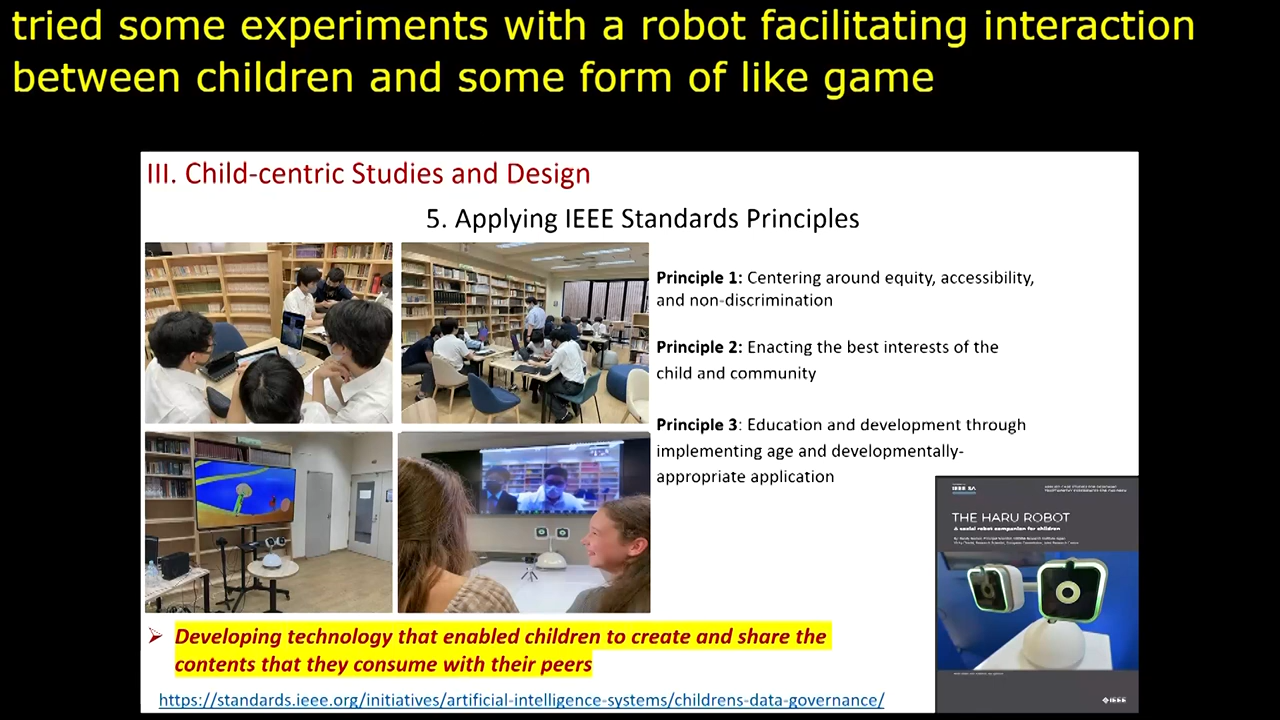 tried some experiments with a robot facilitating interaction
between children and some form of like game
III. Child-centric Studies and Design
5. Applying IEEE Standards Principles
Principle 1: Centering around equity, accessibility,
and non-discrimination
Principle 2: Enacting the best interests of the
child and community
Principle 3: Education and development through
implementing age and developmentally-
appropriate application
IEEE SA
THE HARU ROBOT
A social robot companion for children
IEEE
Developing technology that enabled children to create and share the
contents that they consume with their peers
https://standards.ieee.org/initiatives/artificial-intelligence-systems/childrens-data-governance/